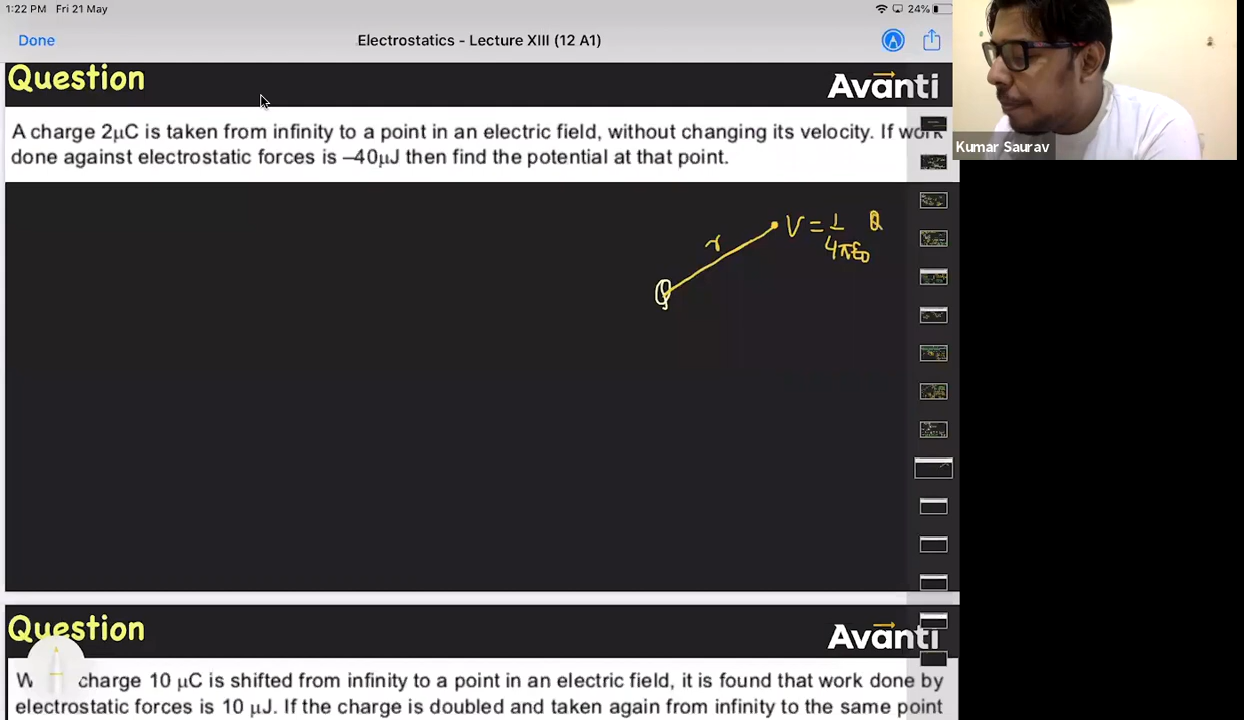 1:22 PM Fri 21 May
24%
Done
Electrostatics - Lecture XIII (12 A1)
Question
Avanti
A charge 2μC is taken from infinity to a point in an electric field, without changing its velocity. If work
done against electrostatic forces is –40μJ then find the potential at that point.
Kumar Saurav
r
V = 1 Q
4πε0
Q
Question
Avanti
charge 10 μC is shifted from infinity to a point in an electric field, it is found that work done by
electrostatic forces is 10 μJ. If the charge is doubled and taken again from infinity to the same point